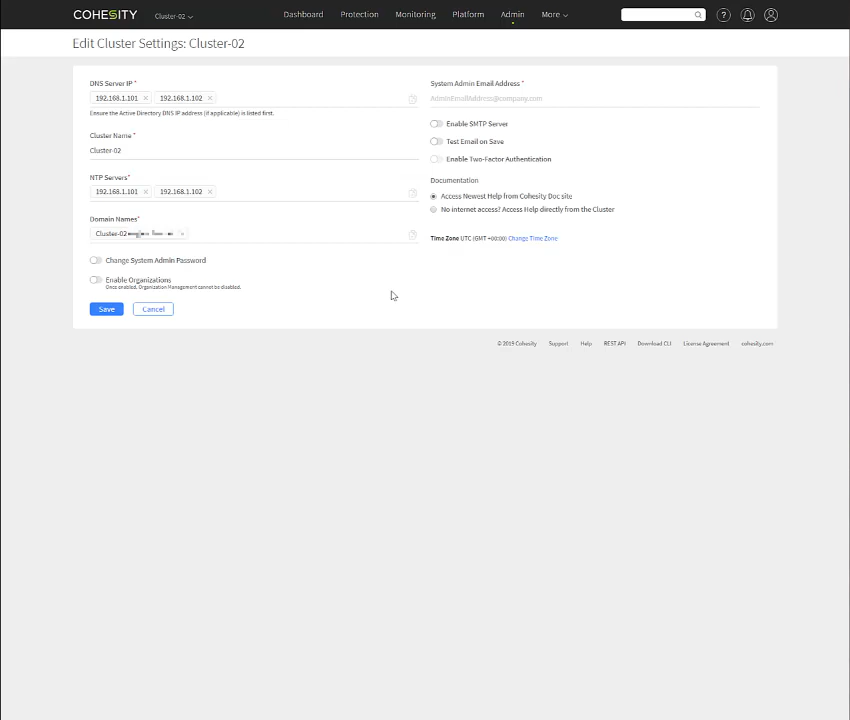 COHESITY
Cluster-02
Dashboard
Protection
Monitoring
Platform
Admin
More
?
Edit Cluster Settings: Cluster-02
DNS Server IP *
192.168.1.101 ×
192.168.1.102 ×
Ensure the Active Directory DNS IP address (if applicable) is listed first.
Cluster Name *
Cluster-02
NTP Servers*
192.168.1.101 ×
192.168.1.102 ×
Domain Names*
Cluster-02
Change System Admin Password
Enable Organizations
Once enabled, Organization Management cannot be disabled.
Save
Cancel
System Admin Email Address *
AdminEmailAddress@company.com
Enable SMTP Server
Test Email on Save
Enable Two-Factor Authentication
Documentation
Access Newest Help from Cohesity Doc site
No internet access? Access Help directly from the Cluster
Time Zone UTC (GMT +00:00) Change Time Zone
© 2019 Cohesity
Support
Help
REST API
Download CLI
License Agreement
cohesity.com